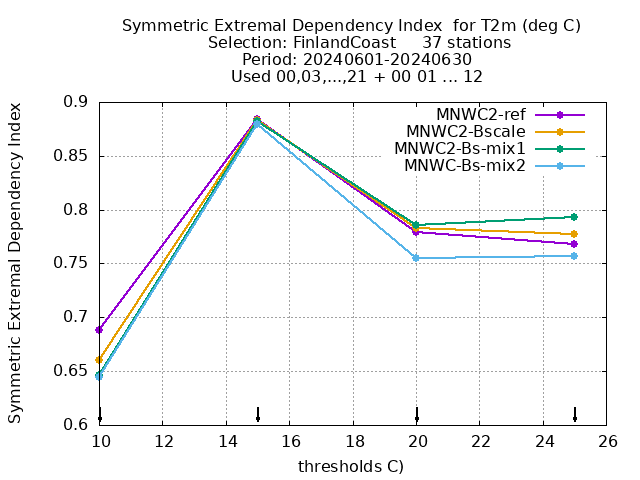 Symmetric Extremal Dependency Index  for T2m (deg C)
Selection: FinlandCoast     37 stations
Period: 20240601-20240630
Used 00,03,...,21 + 00 01 ... 12
Symmetric Extremal Dependency Index
0.9
0.85
0.8
0.75
0.7
0.65
0.6
MNWC2-ref
MNWC2-Bscale
MNWC2-Bs-mix1
MNWC-Bs-mix2
10 12 14 16 18 20 22 24 26
thresholds C)